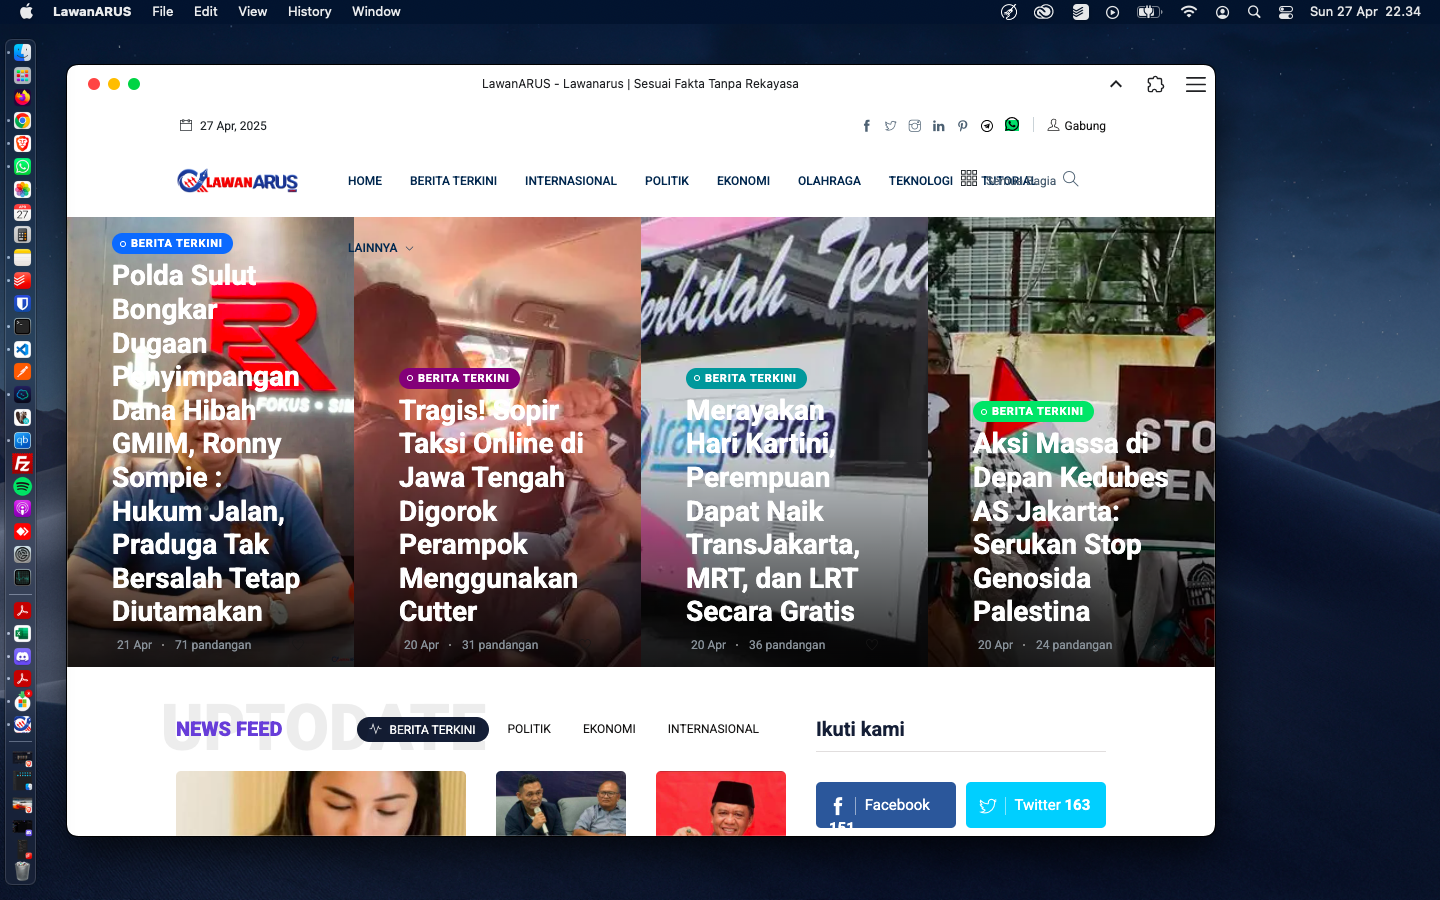 LawanARUS File Edit View History Window Sun 27 Apr 22.34
LawanARUS - Lawanarus | Sesuai Fakta Tanpa Rekayasa
27 Apr, 2025
Gabung
LAWANARUS
HOME BERITA TERKINI INTERNASIONAL POLITIK EKONOMI OLAHRAGA TEKNOLOGI TUTORIAL
LAINNYA
BERITA TERKINI
Polda Sulut
Bongkar
Dugaan
Penyimpangan
Dana Hibah
GMIM, Ronny
Sompie :
Hukum Jalan,
Praduga Tak
Bersalah Tetap
Diutamakan
21 Apr • 71 pandangan
FOKUS •
BERITA TERKINI
Tragis! Sopir
Taksi Online di
Jawa Tengah
Digorok
Perampok
Menggunakan
Cutter
20 Apr • 31 pandangan
erbitlah Tera
transjakarta
BERITA TERKINI
Merayakan
Hari Kartini,
Perempuan
Dapat Naik
TransJakarta,
MRT, dan LRT
Secara Gratis
20 Apr • 36 pandangan
STO
GEN
BERITA TERKINI
Aksi Massa di
Depan Kedubes
AS Jakarta:
Serukan Stop
Genosida
Palestina
20 Apr • 24 pandangan
UPTODATE
NEWS FEED
BERITA TERKINI POLITIK EKONOMI INTERNASIONAL
Ikuti kami
Facebook
151
Twitter 163